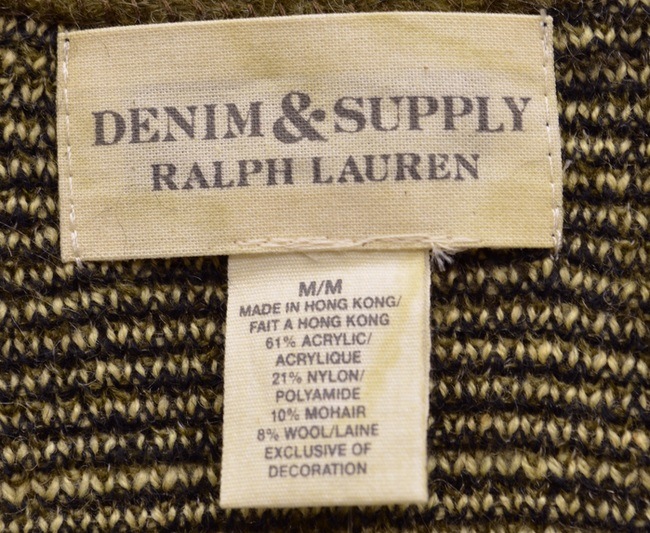 DENIM & SUPPLY
RALPH LAUREN
M/M
MADE IN HONG KONG/
FAIT A HONG KONG
61% ACRYLIC/
ACRYLIQUE
21% NYLON/
POLYAMIDE
10% MOHAIR
8% WOOL/LAINE
EXCLUSIVE OF
DECORATION